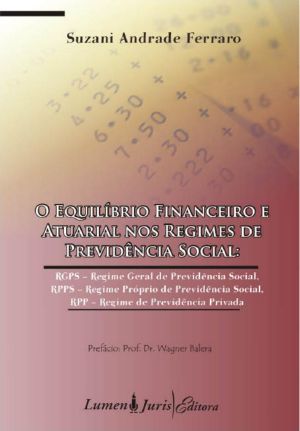 Suzani Andrade Ferraro
O EQUILÍBRIO FINANCEIRO E
ATUARIAL NOS REGIMES DE
PREVIDÊNCIA SOCIAL:
RGPS – Regime Geral de Previdência Social,
RPPS – Regime Próprio de Previdência Social,
RPP – Regime de Previdência Privada
Prefácio: Prof. Dr. Wagner Balera
Lumen Juris Editora